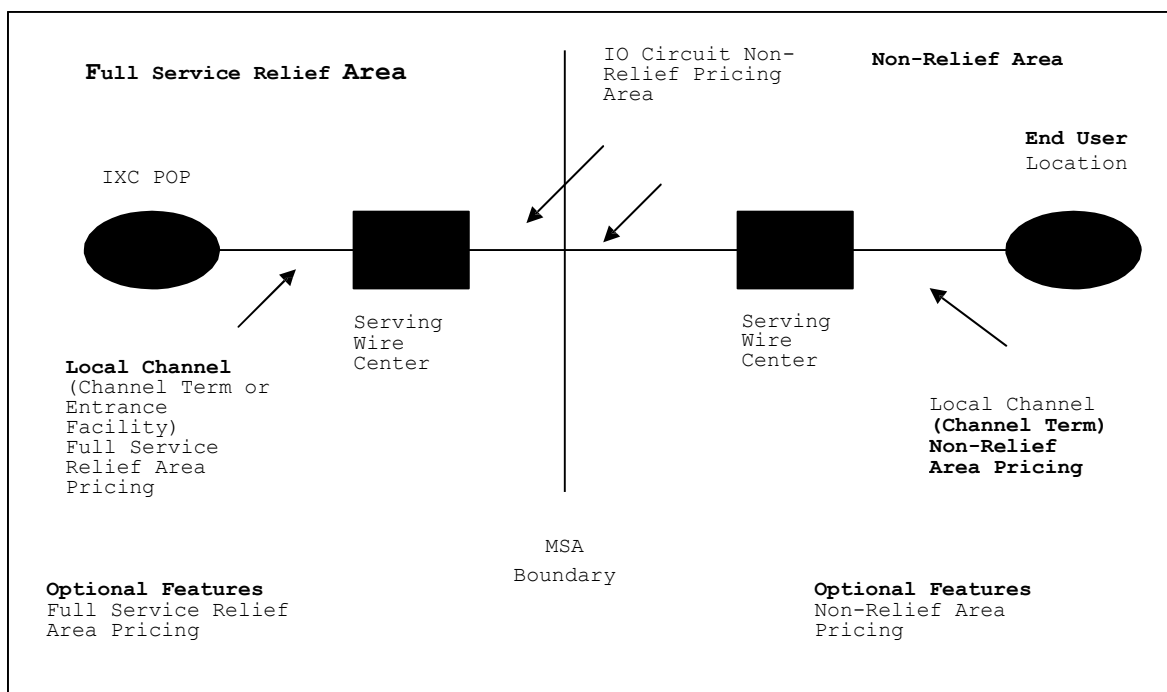 Full Service Relief Area
IO Circuit Non-
Relief Pricing
Area
Non-Relief Area
End User
Location
IXC POP
Serving
Wire
Center
Serving
Wire
Center
Local Channel
(Channel Term or
Entrance
Facility)
Full Service
Relief Area
Pricing
Local Channel
(Channel Term)
Non-Relief
Area Pricing
MSA
Boundary
Optional Features
Full Service Relief
Area Pricing
Optional Features
Non-Relief Area
Pricing